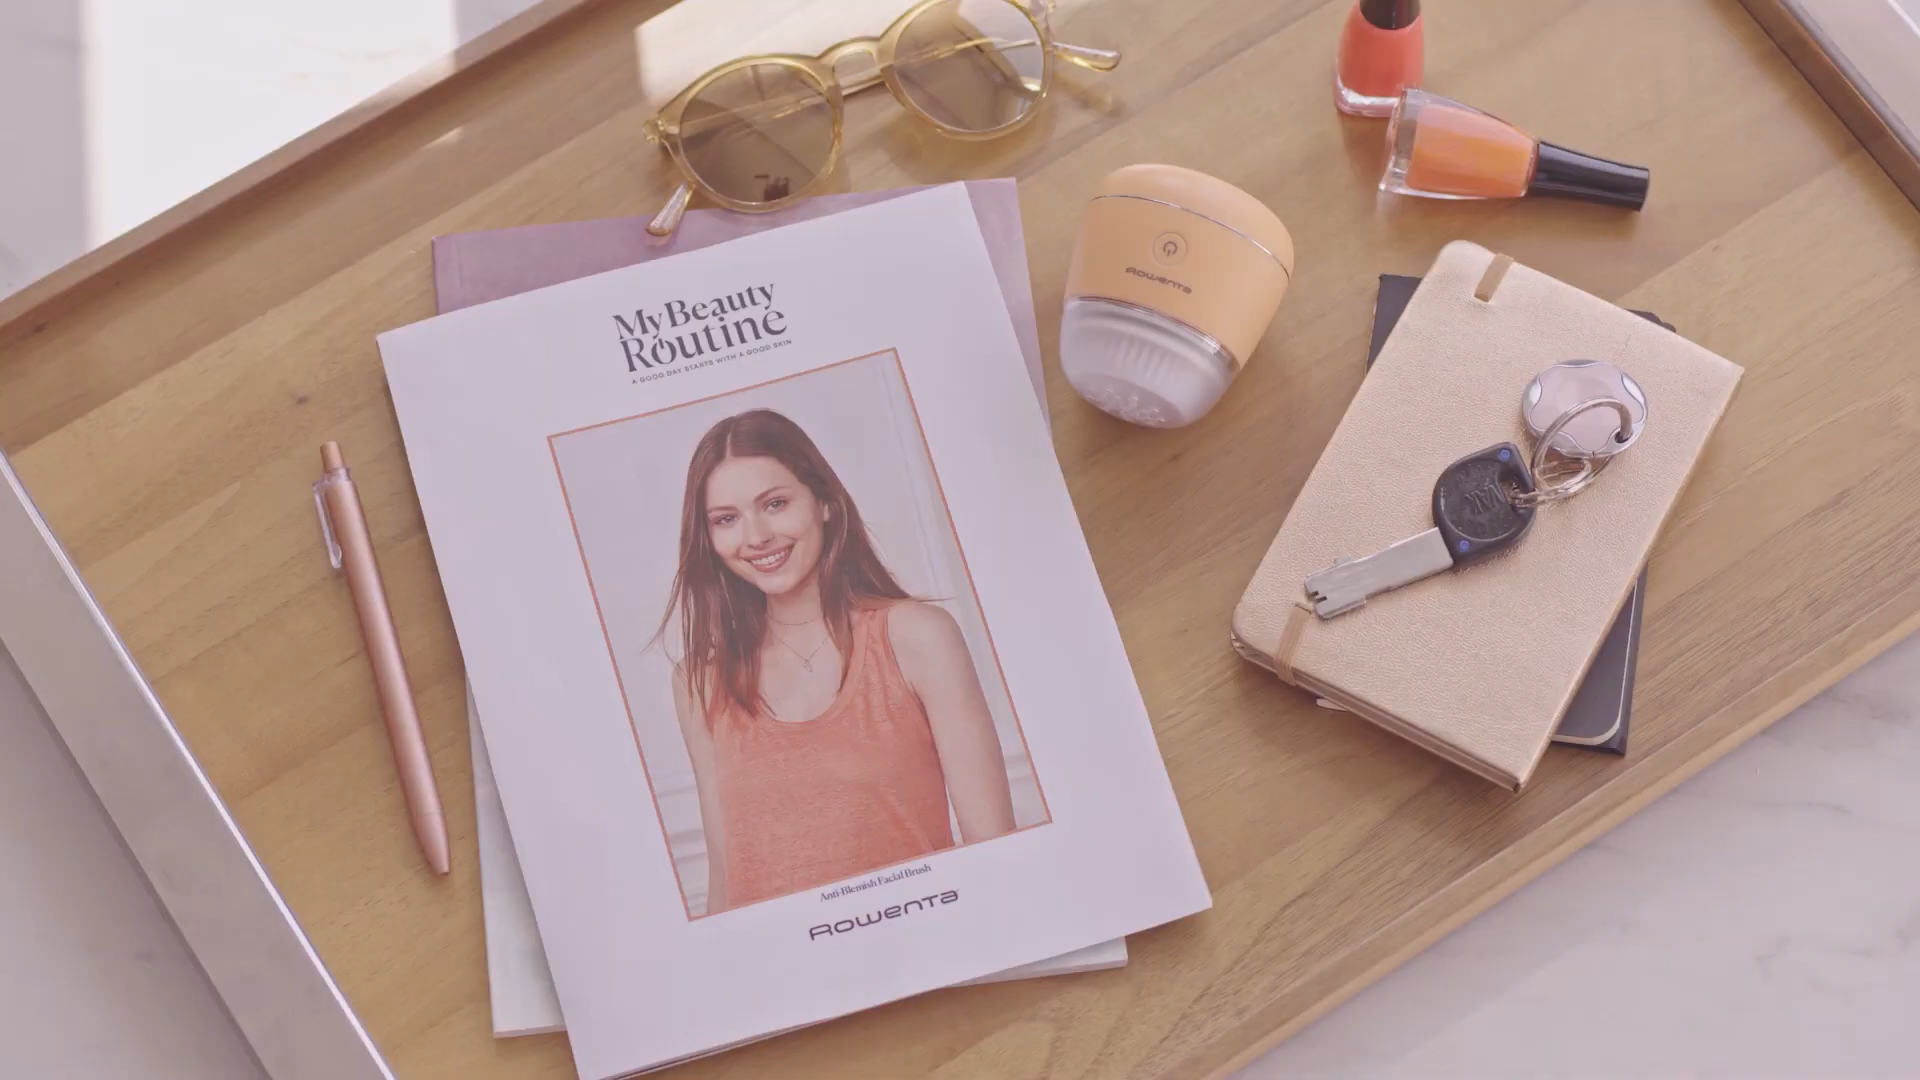 My Beauty
Routine
A GOOD DAY STARTS WITH A GOOD SKIN
Rowenta
Anti-Blemish Facial Brush
Rowenta